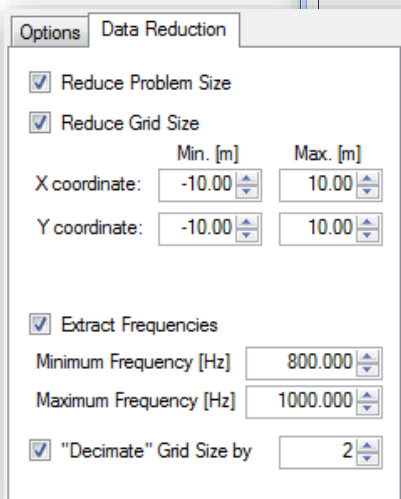 Options Data Reduction
Reduce Problem Size
Reduce Grid Size
Min. [m] Max. [m]
X coordinate: -10.00 10.00
Y coordinate: -10.00 10.00
Extract Frequencies
Minimum Frequency [Hz] 800.000
Maximum Frequency [Hz] 1000.000
"Decimate" Grid Size by 2